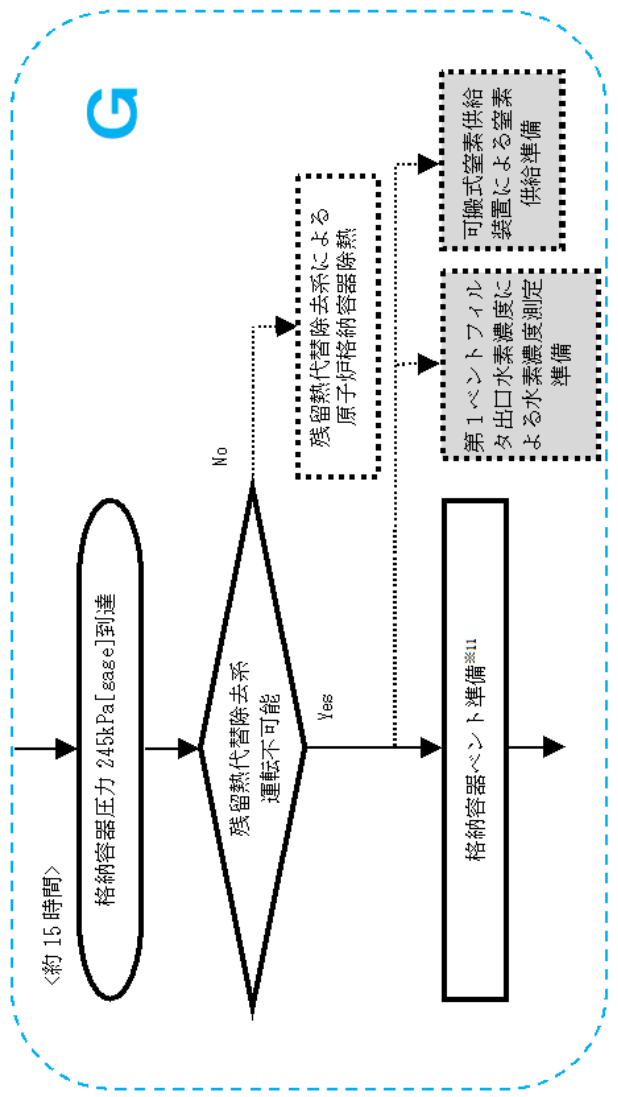 G
<約 15 時間>
格納容器圧力 245kPa[gage]到達
残留熱代替除去系
運転不可能
No
Yes
残留熱代替除去系による
原子炉格納容器除熱
格納容器ベント準備※11
第1ベントフィル
タ出口水素濃度に
よる水素濃度測定
準備
可搬式窒素供給
装置による窒素
供給準備